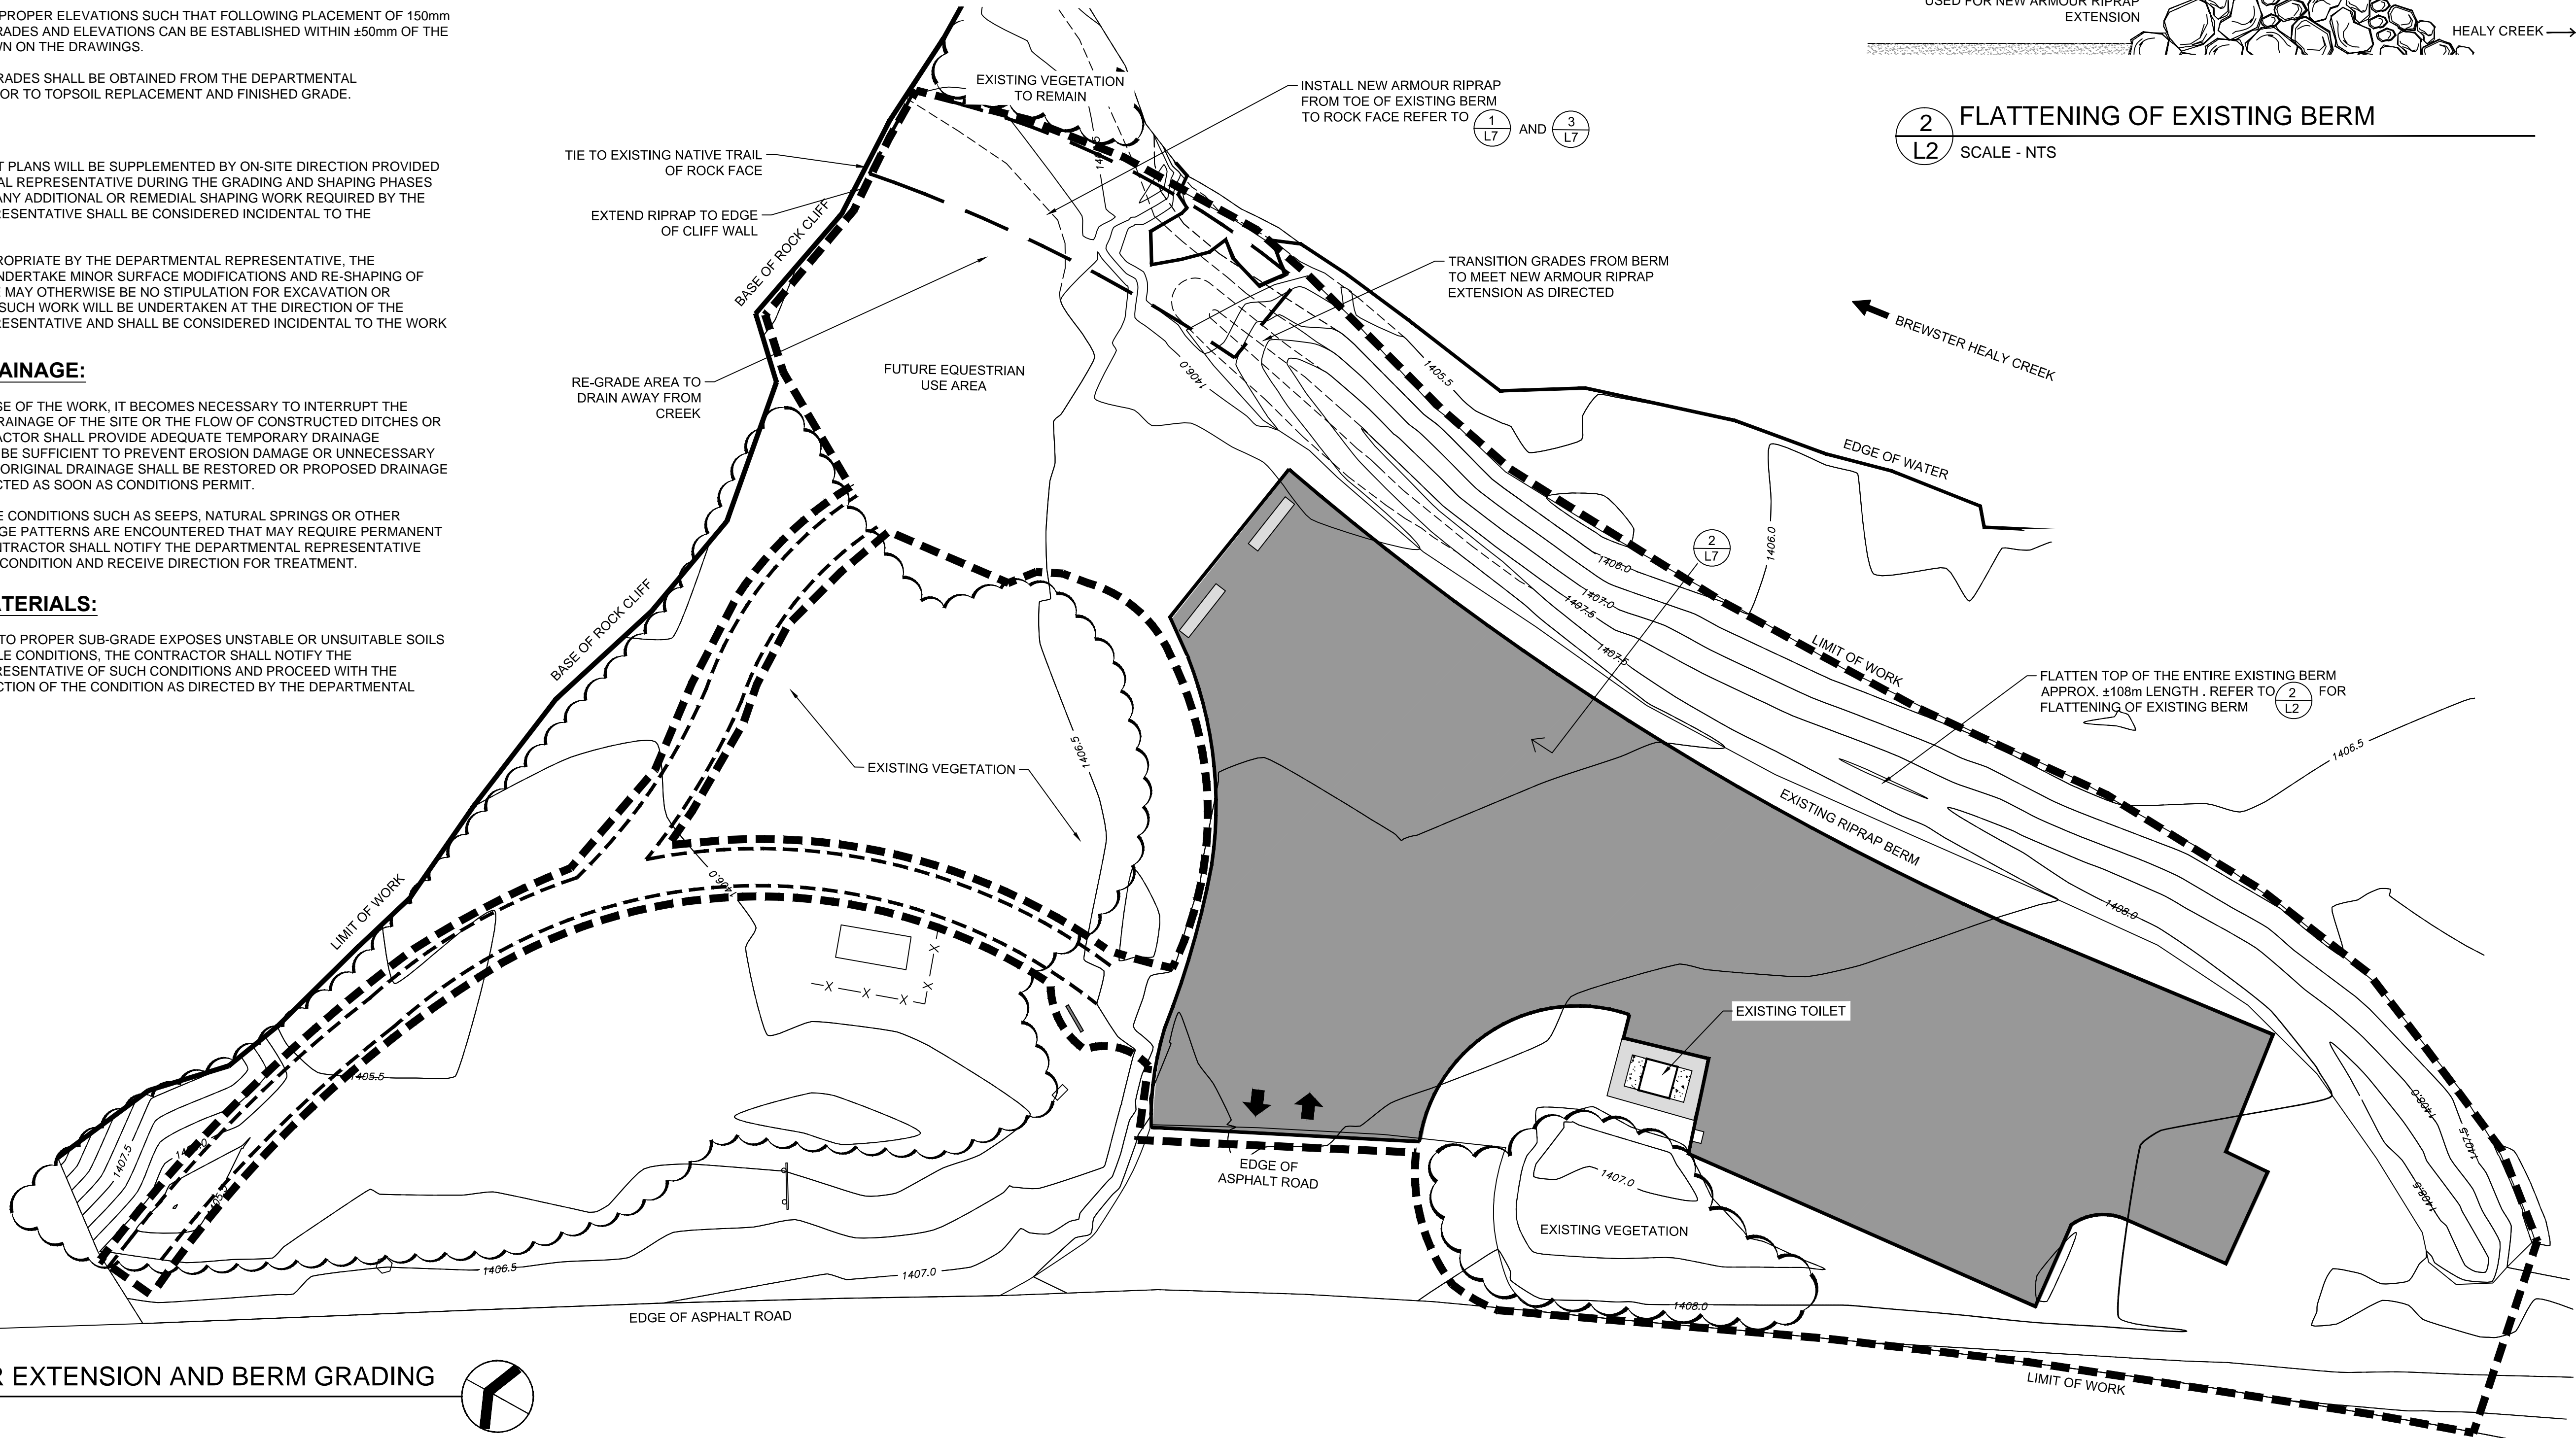 PROPER ELEVATIONS SUCH THAT FOLLOWING PLACEMENT OF 150mm
RADES AND ELEVATIONS CAN BE ESTABLISHED WITHIN ±50mm OF THE
WN ON THE DRAWINGS.
RADES SHALL BE OBTAINED FROM THE DEPARTMENTAL
OR TO TOPSOIL REPLACEMENT AND FINISHED GRADE.
T PLANS WILL BE SUPPLEMENTED BY ON-SITE DIRECTION PROVIDED
AL REPRESENTATIVE DURING THE GRADING AND SHAPING PHASES
ANY ADDITIONAL OR REMEDIAL SHAPING WORK REQUIRED BY THE
RESENTATIVE SHALL BE CONSIDERED INCIDENTAL TO THE
ROPRIATE BY THE DEPARTMENTAL REPRESENTATIVE, THE
NDERTAKE MINOR SURFACE MODIFICATIONS AND RE-SHAPING OF
E MAY OTHERWISE BE NO STIPULATION FOR EXCAVATION OR
SUCH WORK WILL BE UNDERTAKEN AT THE DIRECTION OF THE
RESENTATIVE AND SHALL BE CONSIDERED INCIDENTAL TO THE WORK
AINAGE:
SE OF THE WORK, IT BECOMES NECESSARY TO INTERRUPT THE
RAINAGE OF THE SITE OR THE FLOW OF CONSTRUCTED DITCHES OR
ACTOR SHALL PROVIDE ADEQUATE TEMPORARY DRAINAGE
BE SUFFICIENT TO PREVENT EROSION DAMAGE OR UNNECESSARY
ORIGINAL DRAINAGE SHALL BE RESTORED OR PROPOSED DRAINAGE
CTED AS SOON AS CONDITIONS PERMIT.
E CONDITIONS SUCH AS SEEPS, NATURAL SPRINGS OR OTHER
GE PATTERNS ARE ENCOUNTERED THAT MAY REQUIRE PERMANENT
NTRACTOR SHALL NOTIFY THE DEPARTMENTAL REPRESENTATIVE
CONDITION AND RECEIVE DIRECTION FOR TREATMENT.
ATERIALS:
TO PROPER SUB-GRADE EXPOSES UNSTABLE OR UNSUITABLE SOILS
LE CONDITIONS, THE CONTRACTOR SHALL NOTIFY THE
RESENTATIVE OF SUCH CONDITIONS AND PROCEED WITH THE
CTION OF THE CONDITION AS DIRECTED BY THE DEPARTMENTAL
USED FOR NEW ARMOUR RIPRAP
EXTENSION
HEALY CREEK
2
L2
FLATTENING OF EXISTING BERM
SCALE - NTS
EXISTING VEGETATION
TO REMAIN
INSTALL NEW ARMOUR RIPRAP
FROM TOE OF EXISTING BERM
TO ROCK FACE REFER TO 1 L7 AND 3 L7
TIE TO EXISTING NATIVE TRAIL
OF ROCK FACE
EXTEND RIPRAP TO EDGE
OF CLIFF WALL
BASE OF ROCK CLIFF
TRANSITION GRADES FROM BERM
TO MEET NEW ARMOUR RIPRAP
EXTENSION AS DIRECTED
BREWSTER HEALY CREEK
RE-GRADE AREA TO
DRAIN AWAY FROM
CREEK
FUTURE EQUESTRIAN
USE AREA
1406.0
1405.5
EDGE OF WATER
2
L7
1406.0
1406.0
1407.0
1407.5
1407.5
BASE OF ROCK CLIFF
LIMIT OF WORK
FLATTEN TOP OF THE ENTIRE EXISTING BERM
APPROX. ±108m LENGTH . REFER TO 2 L2 FOR
FLATTENING OF EXISTING BERM
1406.5
1406.5
EXISTING VEGETATION
EXISTING RIPRAP BERM
1406.0
LIMIT OF WORK
1408.0
X X X X X
EXISTING TOILET
1405.5
1407.5
1408.0
1407.5
1408.5
EDGE OF
ASPHALT ROAD
1407.0
EXISTING VEGETATION
1406.5
1407.0
1408.0
EDGE OF ASPHALT ROAD
LIMIT OF WORK
R EXTENSION AND BERM GRADING